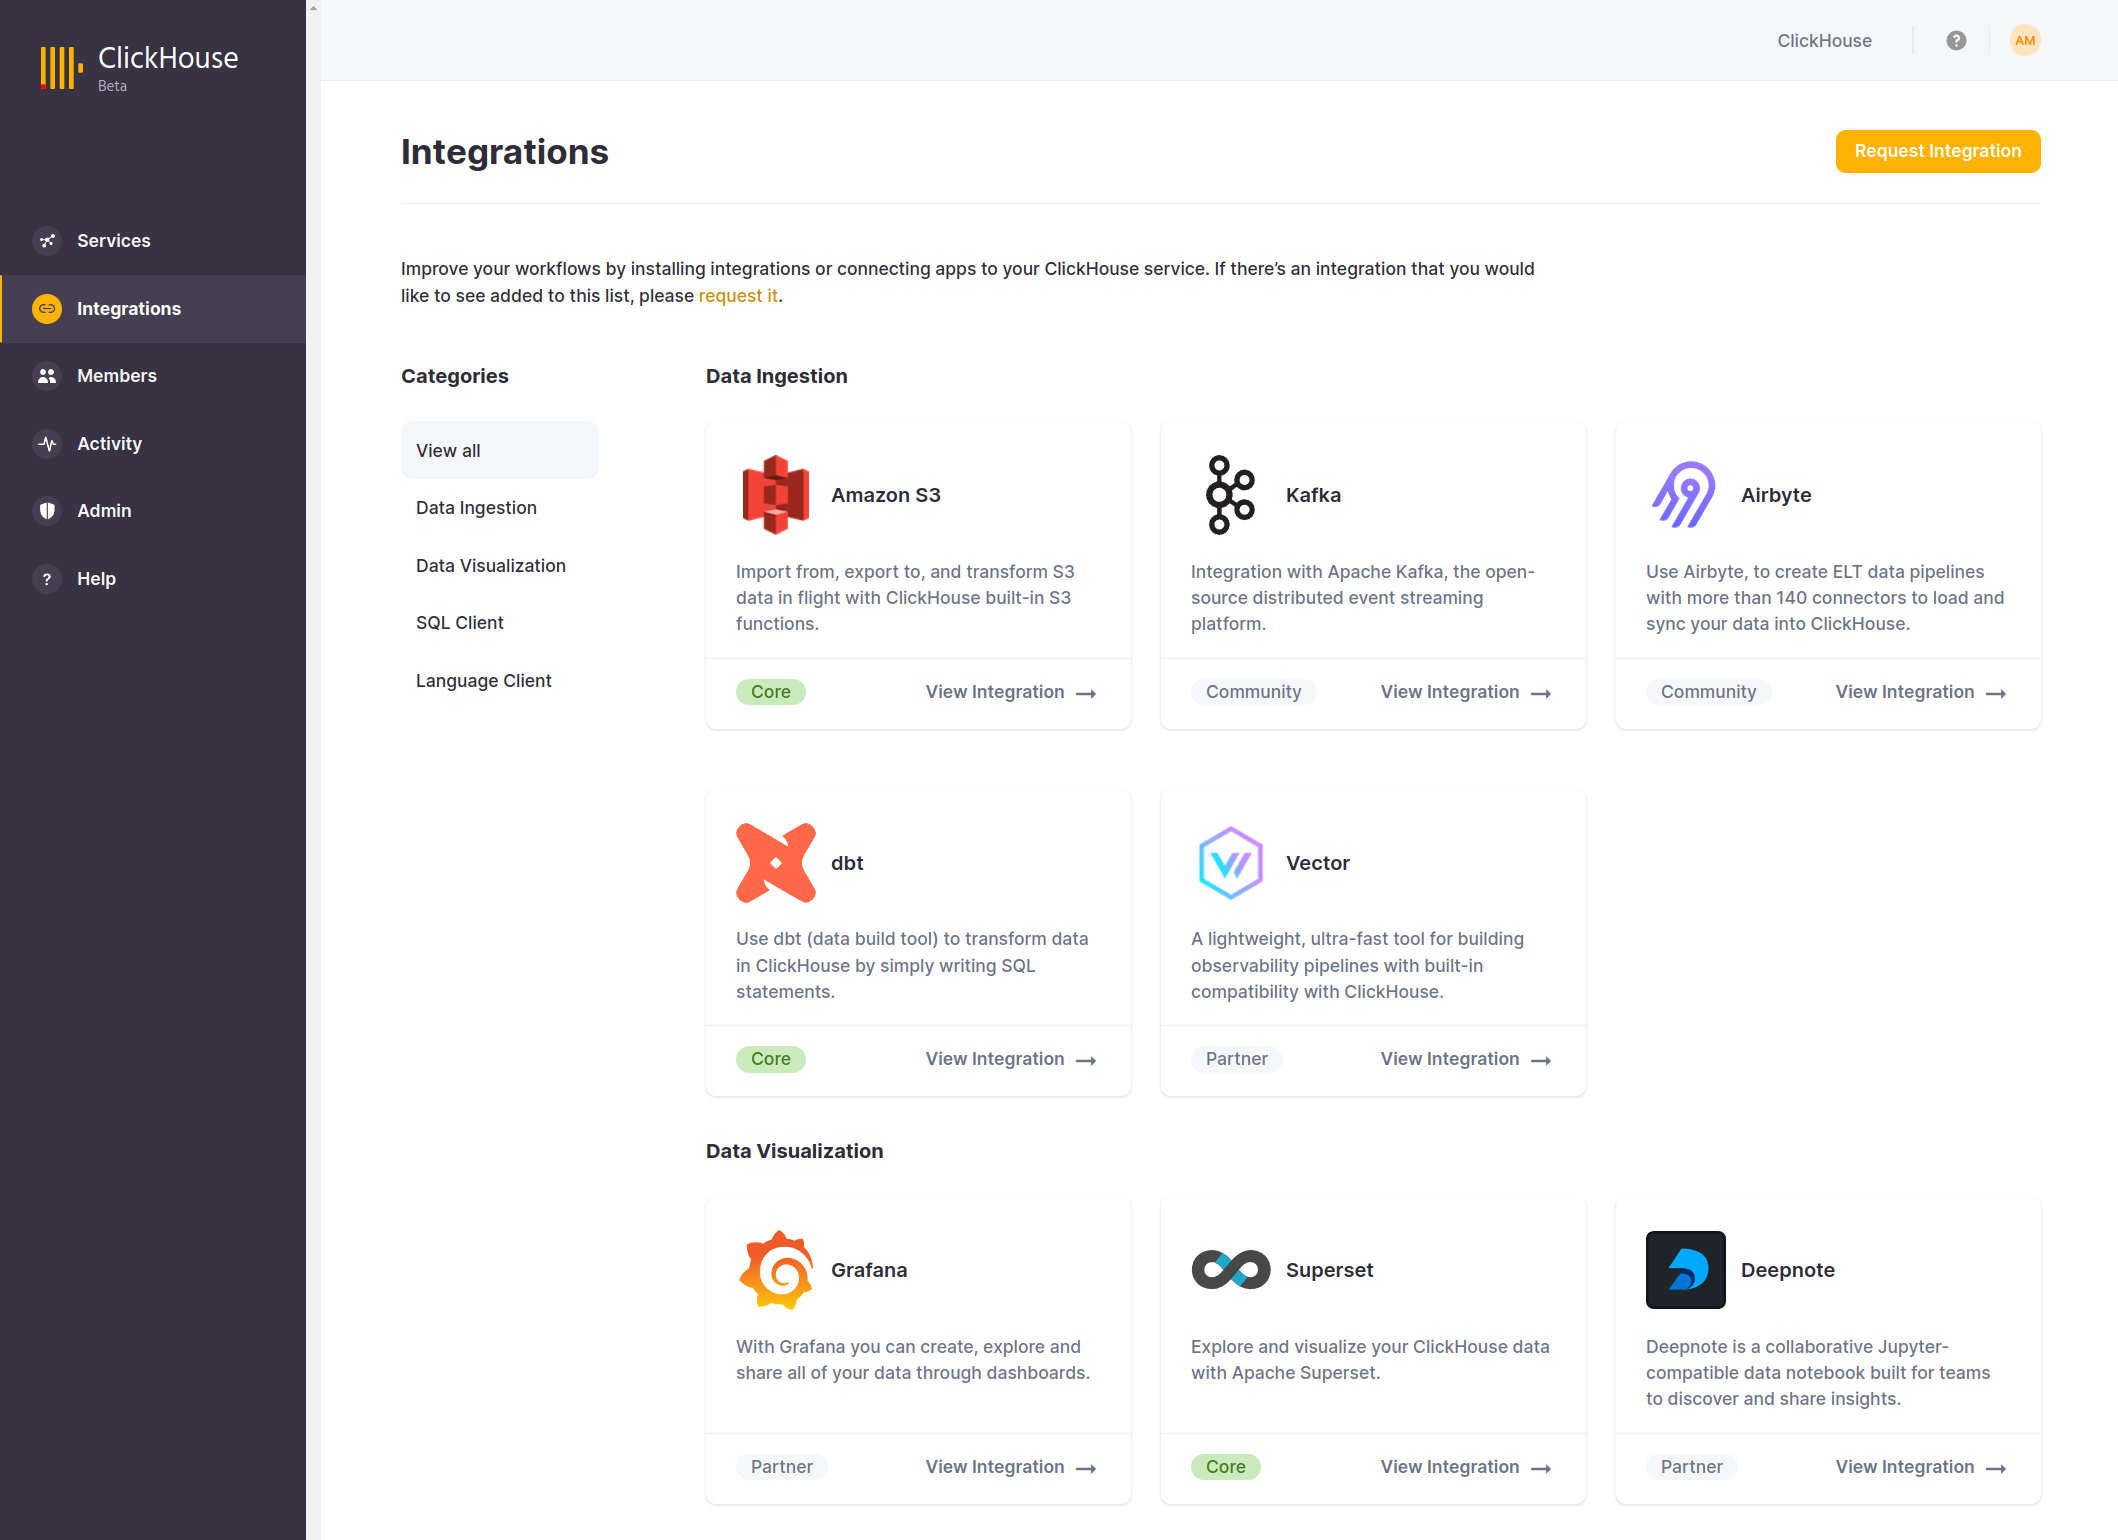 ClickHouse
Beta
Services
Integrations
Members
Activity
Admin
?
Help
ClickHouse
?
AM
Integrations
Request Integration
Improve your workflows by installing integrations or connecting apps to your ClickHouse service. If there’s an integration that you would
like to see added to this list, please request it.
Categories
View all
Data Ingestion
Data Visualization
SQL Client
Language Client
Data Ingestion
Amazon S3
Import from, export to, and transform S3
data in flight with ClickHouse built-in S3
functions.
Core
View Integration
Kafka
Integration with Apache Kafka, the open-
source distributed event streaming
platform.
Community
View Integration
Airbyte
Use Airbyte, to create ELT data pipelines
with more than 140 connectors to load and
sync your data into ClickHouse.
Community
View Integration
dbt
Use dbt (data build tool) to transform data
in ClickHouse by simply writing SQL
statements.
Core
View Integration
Vector
A lightweight, ultra-fast tool for building
observability pipelines with built-in
compatibility with ClickHouse.
Partner
View Integration
Data Visualization
Grafana
With Grafana you can create, explore and
share all of your data through dashboards.
Partner
View Integration
Superset
Explore and visualize your ClickHouse data
with Apache Superset.
Core
View Integration
Deepnote
Deepnote is a collaborative Jupyter-
compatible data notebook built for teams
to discover and share insights.
Partner
View Integration